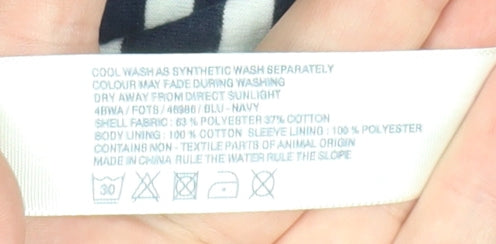 COOL WASH AS SYNTHETIC WASH SEPARATELY
COLOUR MAY FADE DURING WASHING
DRY AWAY FROM DIRECT SUNLIGHT
4BWA / FOTS / 46986 / BLU - NAVY
SHELL FABRIC : 63 % POLYESTER 37% COTTON
BODY LINING : 100 % COTTON SLEEVE LINING : 100 % POLYESTER
CONTAINS NON - TEXTILE PARTS OF ANIMAL ORIGIN
MADE IN CHINA RULE THE WATER RULE THE SLOPE
30